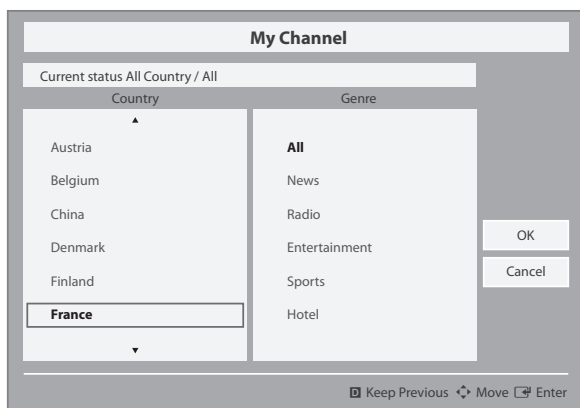 My Channel
Current status All Country / All
Country
Genre
Austria
Belgium
China
Denmark
Finland
France
All
News
Radio
Entertainment
Sports
Hotel
OK
Cancel
D Keep Previous Move Enter